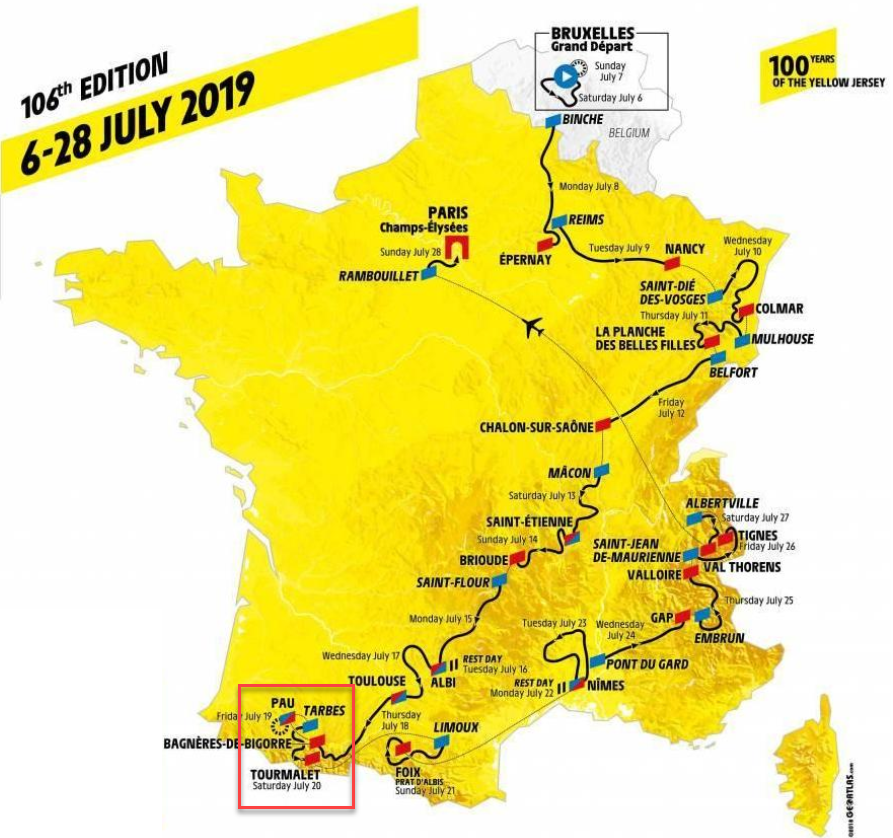 106th EDITION
6-28 JULY 2019
BRUXELLES
Grand Départ
Sunday
July 7
Saturday July 6
100 YEARS
OF THE YELLOW JERSEY
BINCHE
BELGIUM
Monday July 8
REIMS
ÉPERNAY
Tuesday July 9
NANCY
Wednesday
July 10
PARIS
Champs-Élysées
Sunday July 28
RAMBOUILLET
SAINT-DIÉ
DES-VOSGES
Thursday July 11
COLMAR
LA PLANCHE
DES BELLES FILLES
MULHOUSE
BELFORT
Friday
July 12
CHALON-SUR-SAÔNE
MÂCON
Saturday July 13
SAINT-ÉTIENNE
Sunday July 14
BRIOUDE
SAINT-FLOUR
ALBERTVILLE
Saturday July 27
TIGNES
Friday July 26
SAINT-JEAN
DE-MAURIENNE
VAL THORENS
VALLOIRE
Thursday July 25
GAP
EMBRUN
Monday July 15
Tuesday July 23
Wednesday
July 24
PONT DU GARD
Wednesday July 17
REST DAY
Tuesday July 16
ALBI
TOULOUSE
REST DAY
Monday July 22
NÎMES
PAU
TARBES
Friday July 19
Thursday
July 18
LIMOUX
BAGNÈRES-DE-BIGORRE
TOURMALET
Saturday July 20
FOIX
PRAT D'ALBIS
Sunday July 21
©2018 GEOATLAS.com